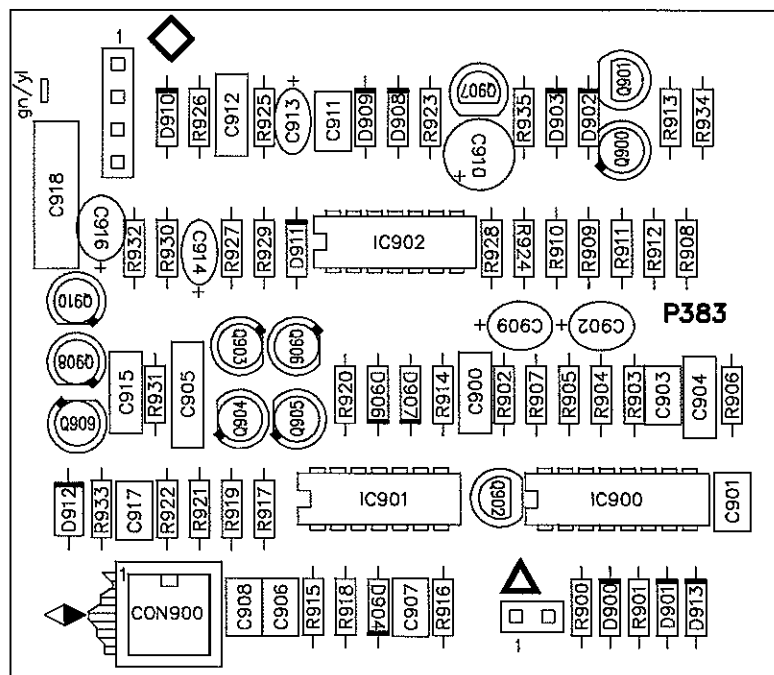 1
gn/yl
D910 R926 C912 R925 + C913 C911 D909 D908 R923 Q907 R935 D903 D902 Q901 R913 R934
C910 + Q900
C918
C916 + R932 R930 C914 + R927 R929 D911 IC902 R928 R924 R910 R909 R911 R912 R908
Q910
+ C909 + C902 P383
Q908 C915 R931 C905 Q903 Q906 R920 D906 D907 R914 C900 R902 R907 R905 R904 R903 C903 C904 R906
Q909 Q904 Q905
D912 R933 C917 R922 R921 R919 R917 IC901 Q902 IC900 C901
1
CON900 C908 C906 R915 R918 D904 C907 R916 R900 D900 R901 D901 D913
1